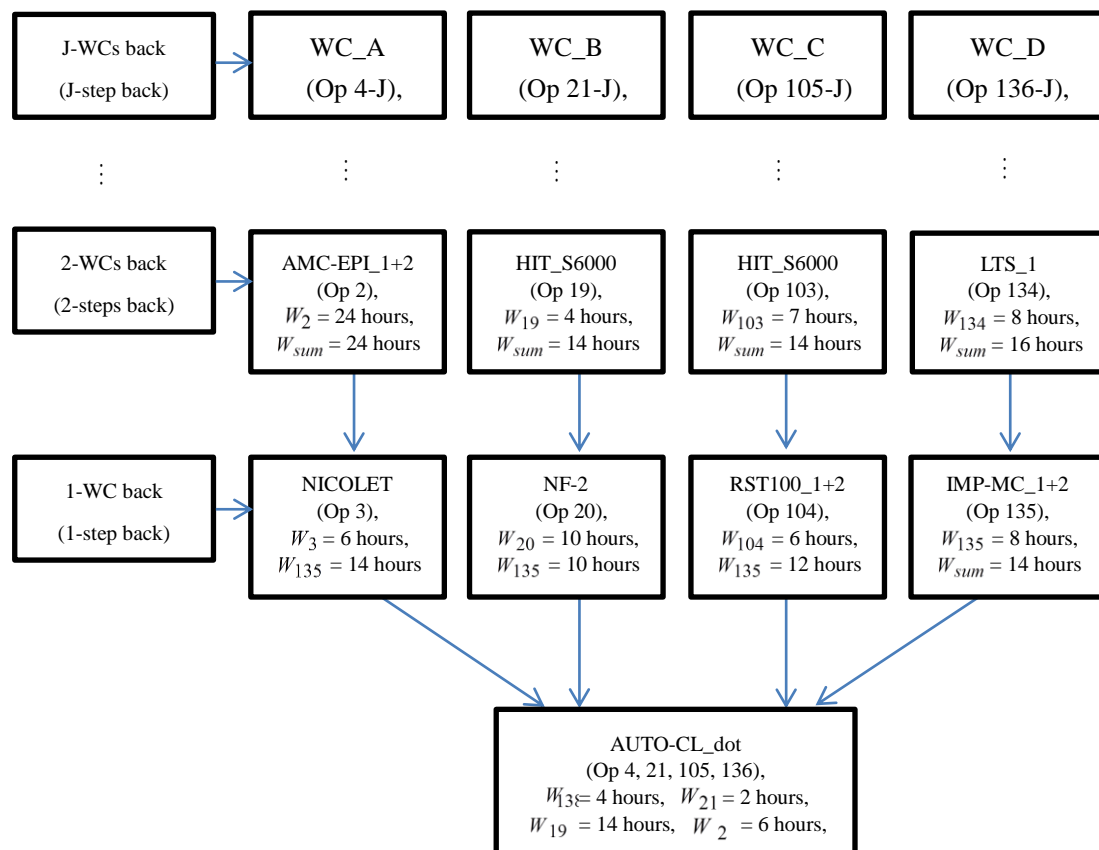 J-WCs back
(J-step back)
WC_A
(Op 4-J),
WC_B
(Op 21-J),
WC_C
(Op 105-J)
WC_D
(Op 136-J)
⋮
⋮
⋮
⋮
⋮
2-WCs back
(2-steps back)
AMC-EPI_1+2
(Op 2),
W2 = 24 hours,
Wsum = 24 hours
HIT_S6000
(Op 19),
W19 = 4 hours,
Wsum = 14 hours
HIT_S6000
(Op 103),
W103 = 7 hours,
Wsum = 14 hours
LTS_1
(Op 134),
W134 = 8 hours,
Wsum = 16 hours
1-WC back
(1-step back)
NICOLET
(Op 3),
W3 = 6 hours,
W135 = 14 hours
NF-2
(Op 20),
W20 = 10 hours,
W135 = 10 hours
RST100_1+2
(Op 104),
W104 = 6 hours,
W135 = 12 hours
IMP-MC_1+2
(Op 135),
W135 = 8 hours,
Wsum = 14 hours
AUTO-CL_dot
(Op 4, 21, 105, 136),
W138 = 4 hours, W21 = 2 hours,
W19 = 14 hours, W2 = 6 hours,